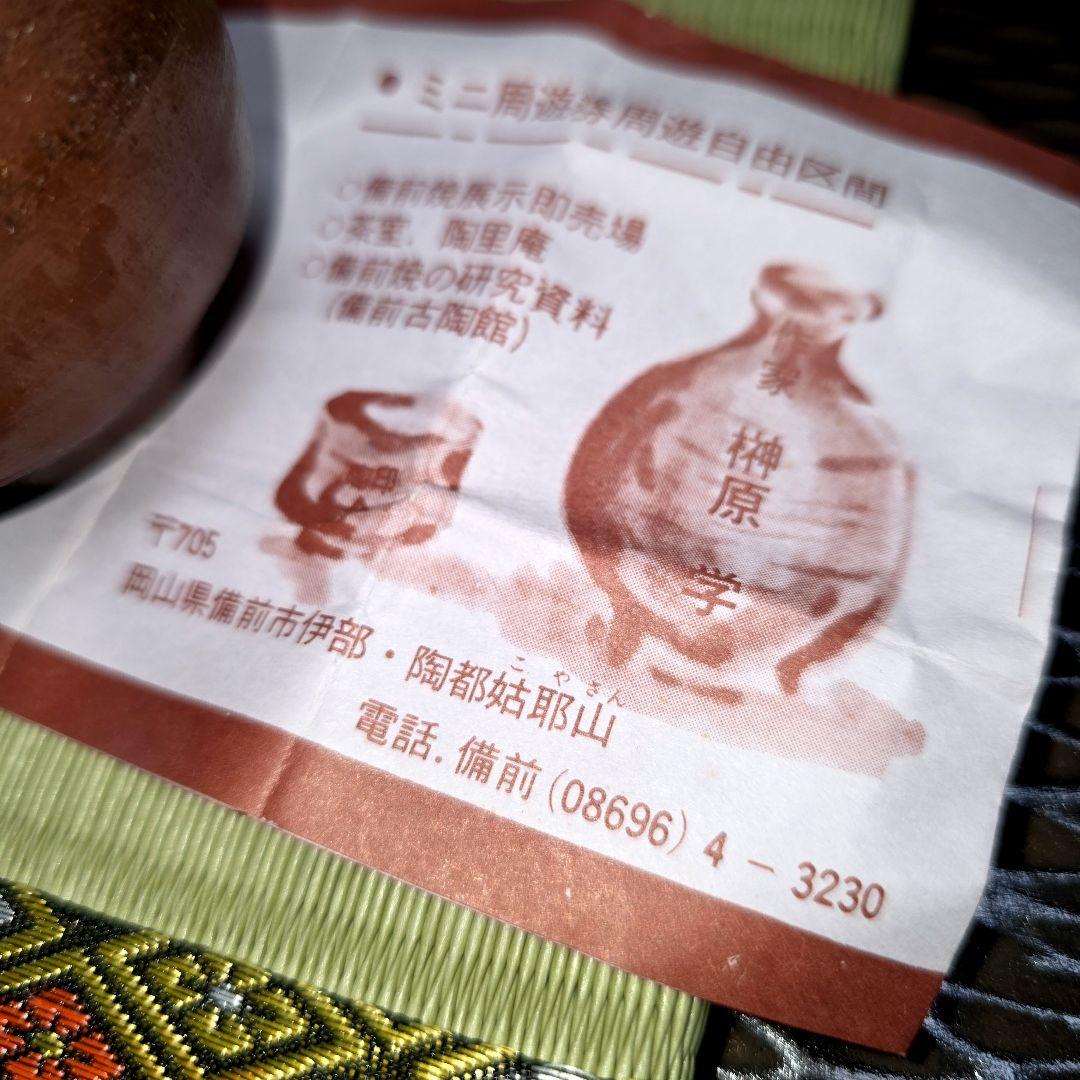 ミニ周遊券周遊自由区間
○備前焼展示即売場
○茶室、陶里庵
○備前焼の研究資料
(備前古陶館)
作家 榊原 学
〒705
岡山県備前市伊部・陶都姑耶山
こやさん
電話.備前(08696)4-3230